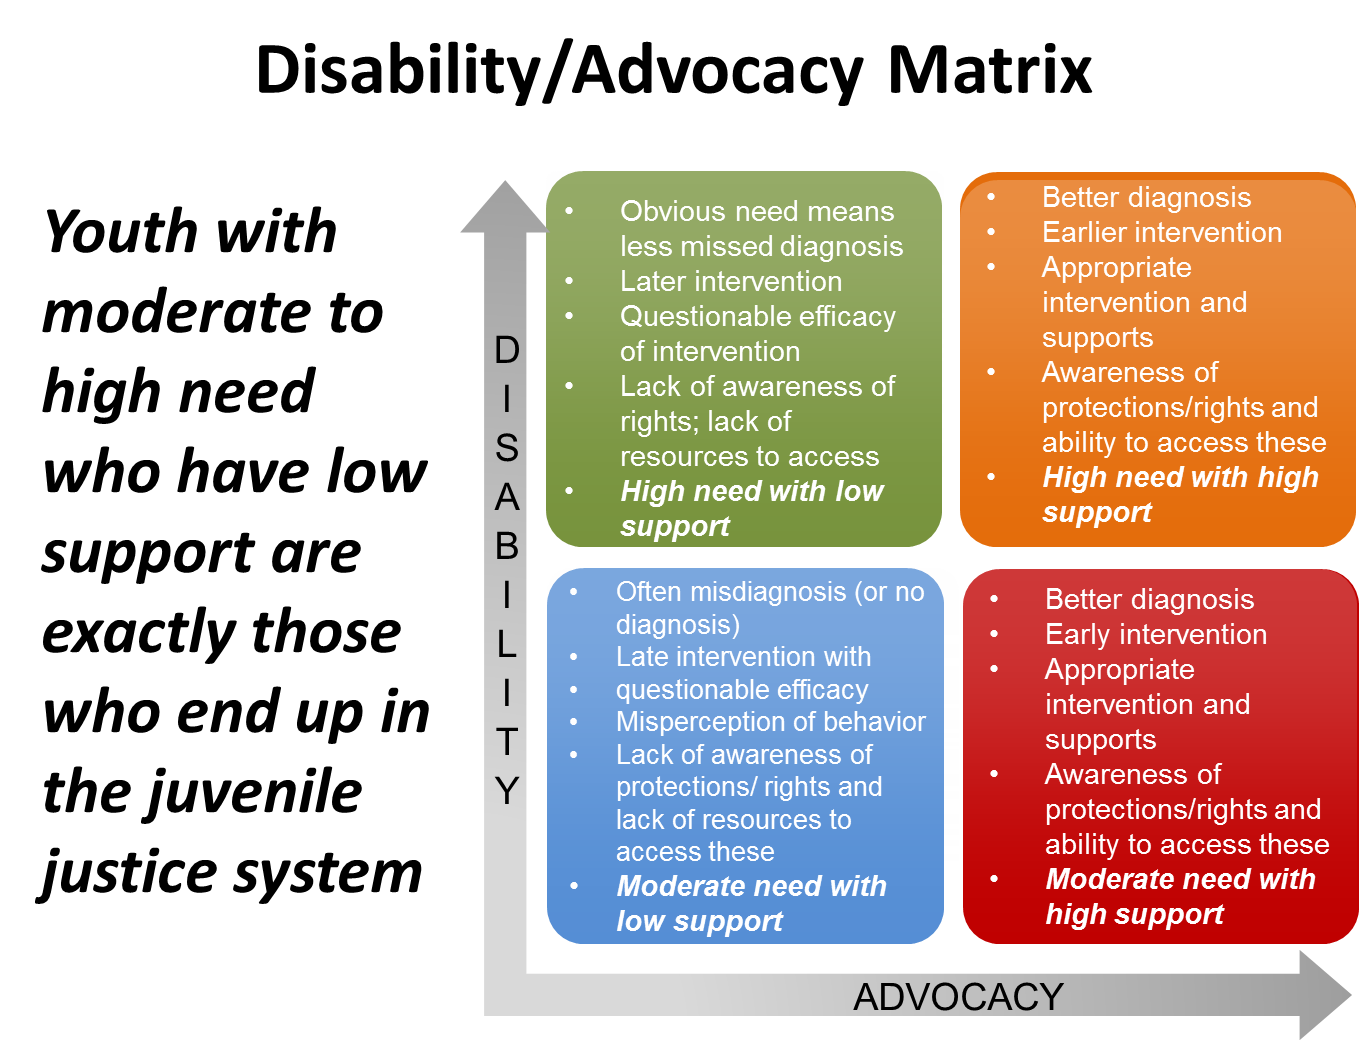 Disability/Advocacy Matrix
Youth with
moderate to
high need
who have low
support are
exactly those
who end up in
the juvenile
justice system
DISABILITY
• Obvious need means
less missed diagnosis
• Later intervention
• Questionable efficacy
of intervention
• Lack of awareness of
rights; lack of
resources to access
• High need with low
support
• Better diagnosis
• Earlier intervention
• Appropriate
intervention and
supports
• Awareness of
protections/rights and
ability to access these
• High need with high
support
• Often misdiagnosis (or no
diagnosis)
• Late intervention with
• questionable efficacy
• Misperception of behavior
• Lack of awareness of
protections/ rights and
lack of resources to
access these
• Moderate need with
low support
• Better diagnosis
• Early intervention
• Appropriate
intervention and
supports
• Awareness of
protections/rights and
ability to access these
• Moderate need with
high support
ADVOCACY